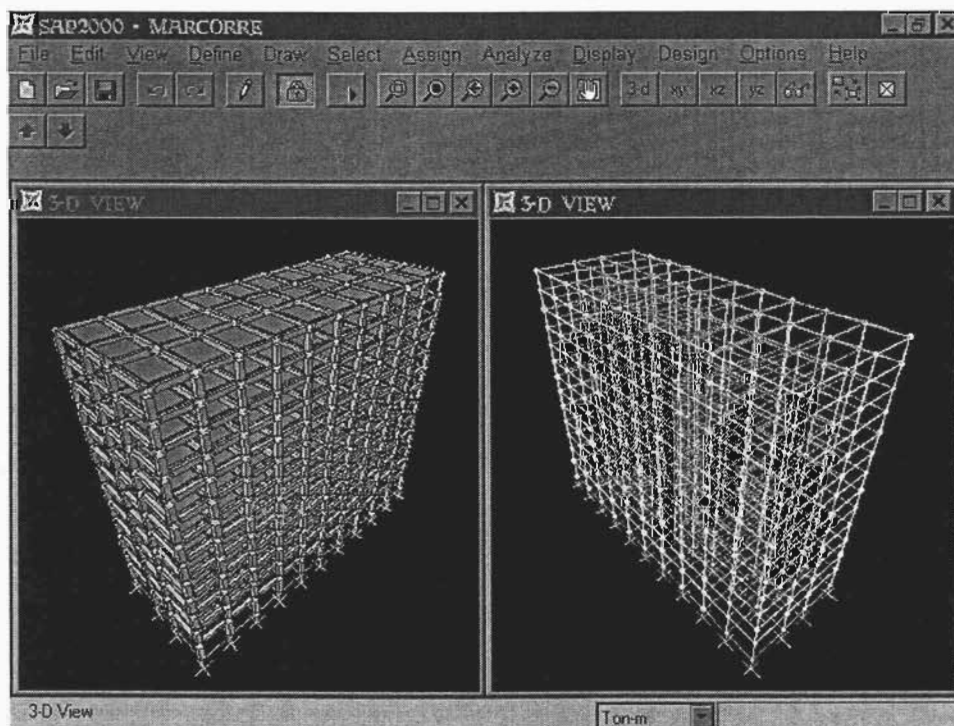 SAP2000 - MARCORRE
File Edit View Define Draw Select Assign Analyze Display Design Options Help
3-d xy xz yz
3-D VIEW
3-D VIEW
3-D View
Ton-m